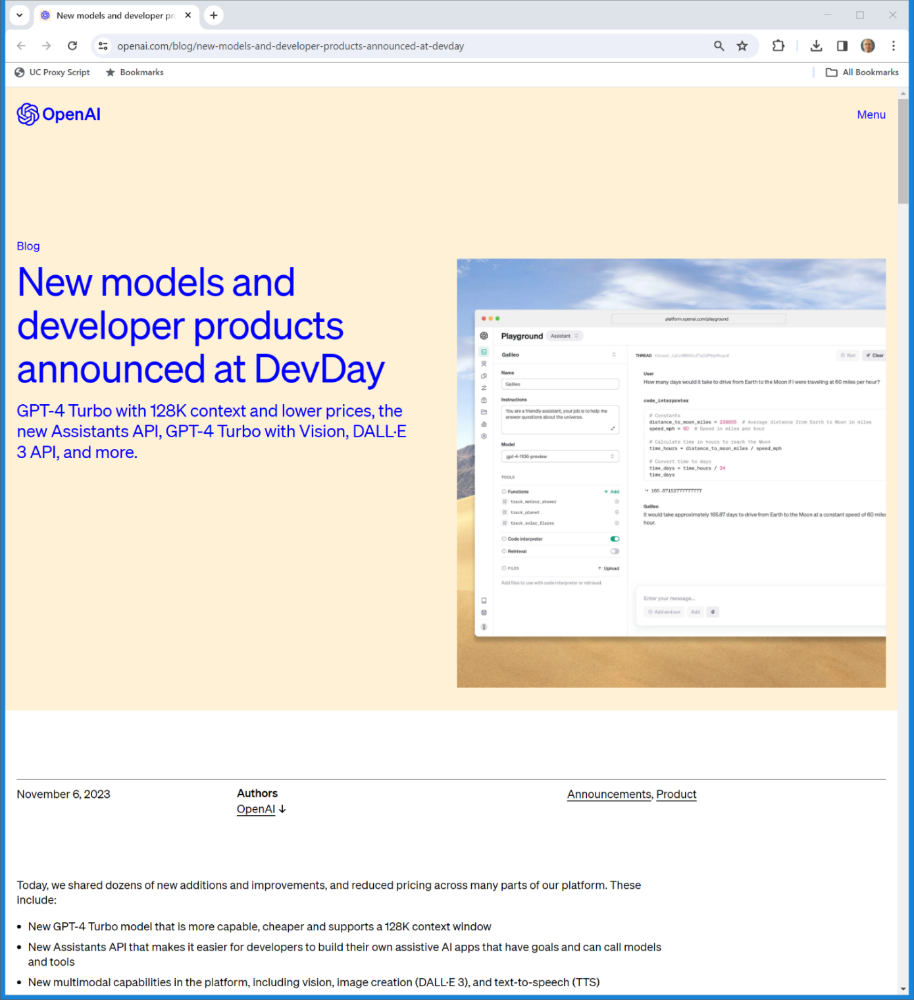 New models and developer pr
openai.com/blog/new-models-and-developer-products-announced-at-devday
UC Proxy Script
Bookmarks
All Bookmarks
OpenAI
Menu
Blog
New models and
developer products
announced at DevDay
GPT-4 Turbo with 128K context and lower prices, the
new Assistants API, GPT-4 Turbo with Vision, DALL·E
3 API, and more.
platform.openai.com/playground
Playground
Assistant
Galileo
Name
Galileo
Instructions
You are a friendly assistant, your job is to help me
answer questions about the universe.
Model
gpt-4-1106-preview
TOOLS
Functions
+ Add
track_meteor_shower
track_planet
track_solar_flares
Code interpreter
Retrieval
FILES
Upload
Add files to use with code interpreter or retrieval.
THREAD
Run
Clear
User
How many days would it take to drive from Earth to the Moon if I were traveling at 60 miles per hour?
code_interpreter
# Constants
distance_to_moon_miles = 238855 # Average distance from Earth to Moon in miles
speed_mph = 60 # Speed in miles per hour
# Calculate time in hours to reach the Moon
time_hours = distance_to_moon_miles / speed_mph
# Convert time to days
time_days = time_hours / 24
time_days
165.87152777777777
Galileo
It would take approximately 165.87 days to drive from Earth to the Moon at a constant speed of 60 miles
hour.
Enter your message...
Add and run
Add
November 6, 2023
Authors
OpenAI ↓
Announcements, Product
Today, we shared dozens of new additions and improvements, and reduced pricing across many parts of our platform. These
include:
• New GPT-4 Turbo model that is more capable, cheaper and supports a 128K context window
• New Assistants API that makes it easier for developers to build their own assistive AI apps that have goals and can call models
and tools
• New multimodal capabilities in the platform, including vision, image creation (DALL·E 3), and text-to-speech (TTS)